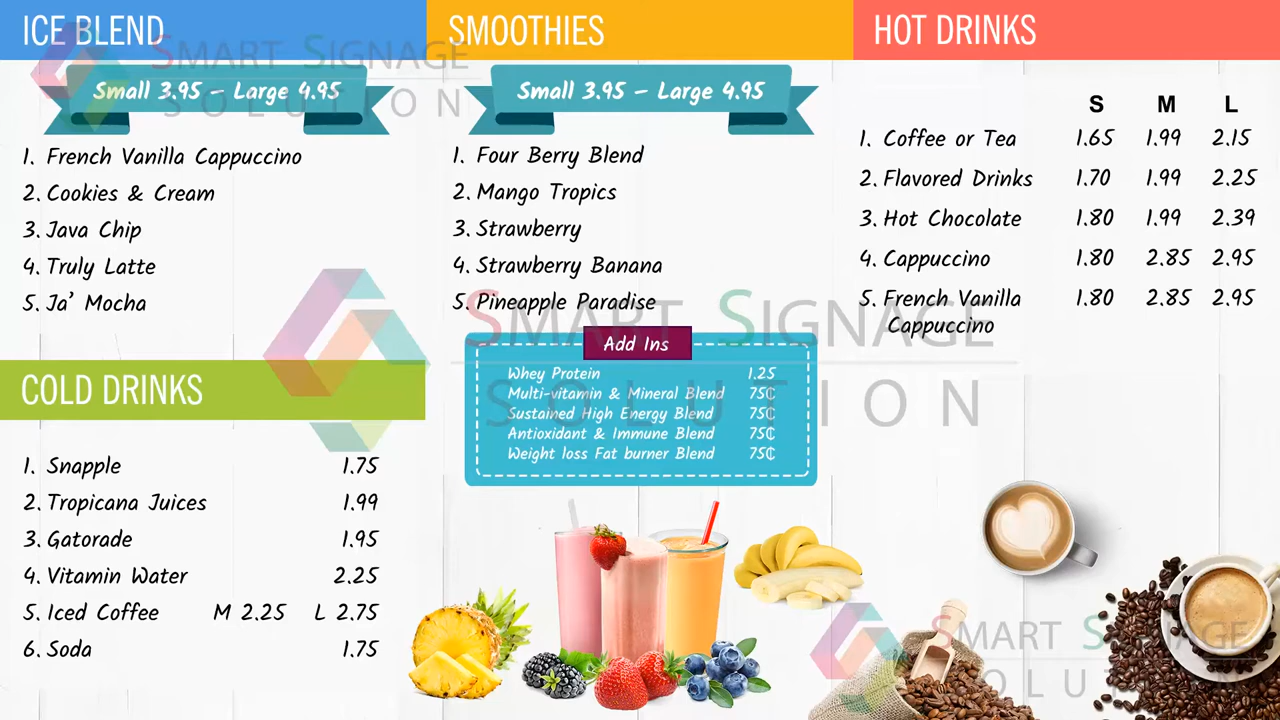 ICE BLEND
Small 3.95 – Large 4.95
1. French Vanilla Cappuccino
2. Cookies & Cream
3. Java Chip
4. Truly Latte
5. Ja’ Mocha
COLD DRINKS
1. Snapple 1.75
2. Tropicana Juices 1.99
3. Gatorade 1.95
4. Vitamin Water 2.25
5. Iced Coffee M 2.25 L 2.75
6. Soda 1.75
SMOOTHIES
Small 3.95 – Large 4.95
1. Four Berry Blend
2. Mango Tropics
3. Strawberry
4. Strawberry Banana
5. Pineapple Paradise
Add Ins
Whey Protein 1.25
Multi-vitamin & Mineral Blend 75₵
Sustained High Energy Blend 75₵
Antioxidant & Immune Blend 75₵
Weight loss Fat burner Blend 75₵
HOT DRINKS
S M L
1. Coffee or Tea 1.65 1.99 2.15
2. Flavored Drinks 1.70 1.99 2.25
3. Hot Chocolate 1.80 1.99 2.39
4. Cappuccino 1.80 2.85 2.95
5. French Vanilla 1.80 2.85 2.95
Cappuccino
SMART SIGNAGE
SOLUTION
SMART SIGNAGE
SOLUTION
SMART SIGNAGE
SOLUTION